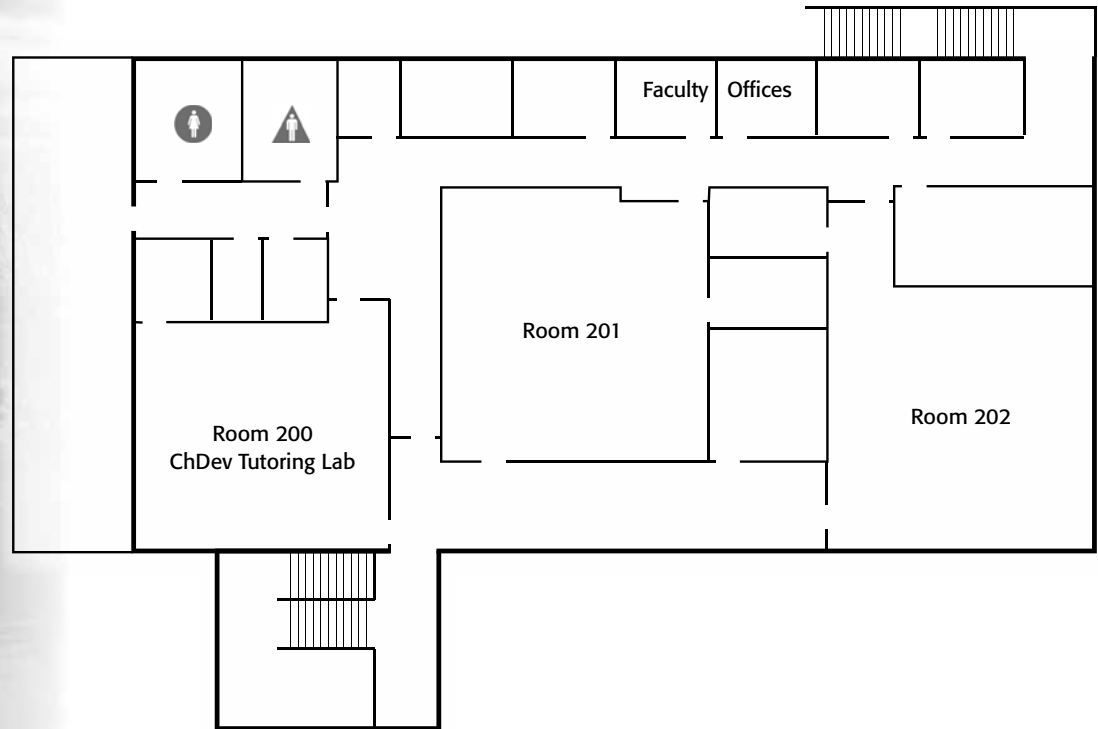 Faculty Offices
Room 201
Room 202
Room 200
ChDev Tutoring Lab